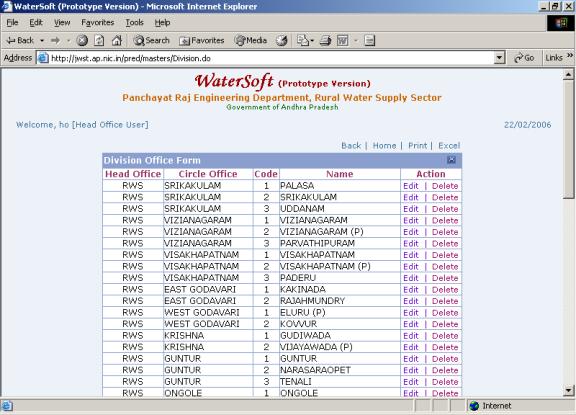 WaterSoft (Prototype Version) - Microsoft Internet Explorer
File Edit View Favorites Tools Help
Back Search Favorites Media
Address http://jwst.ap.nic.in/pred/masters/Division.do Go Links
WaterSoft (Prototype Version)
Panchayat Raj Engineering Department, Rural Water Supply Sector
Government of Andhra Pradesh
Welcome, ho [Head Office User] 22/02/2006
Back | Home | Print | Excel
Division Office Form
Head Office Circle Office Code Name Action
RWS SRIKAKULAM 1 PALASA Edit | Delete
RWS SRIKAKULAM 2 SRIKAKULAM Edit | Delete
RWS SRIKAKULAM 3 UDDANAM Edit | Delete
RWS VIZIANAGARAM 1 VIZIANAGARAM Edit | Delete
RWS VIZIANAGARAM 2 VIZIANAGARAM (P) Edit | Delete
RWS VIZIANAGARAM 3 PARVATHIPURAM Edit | Delete
RWS VISAKHAPATNAM 1 VISAKHAPATNAM Edit | Delete
RWS VISAKHAPATNAM 2 VISAKHAPATNAM (P) Edit | Delete
RWS VISAKHAPATNAM 3 PADERU Edit | Delete
RWS EAST GODAVARI 1 KAKINADA Edit | Delete
RWS EAST GODAVARI 2 RAJAHMUNDRY Edit | Delete
RWS WEST GODAVARI 1 ELURU (P) Edit | Delete
RWS WEST GODAVARI 2 KOVVUR Edit | Delete
RWS KRISHNA 1 GUDIWADA Edit | Delete
RWS KRISHNA 2 VIJAYAWADA (P) Edit | Delete
RWS GUNTUR 1 GUNTUR Edit | Delete
RWS GUNTUR 2 NARASARAOPET Edit | Delete
RWS GUNTUR 3 TENALI Edit | Delete
RWS ONGOLE 1 ONGOLE Edit | Delete
Internet